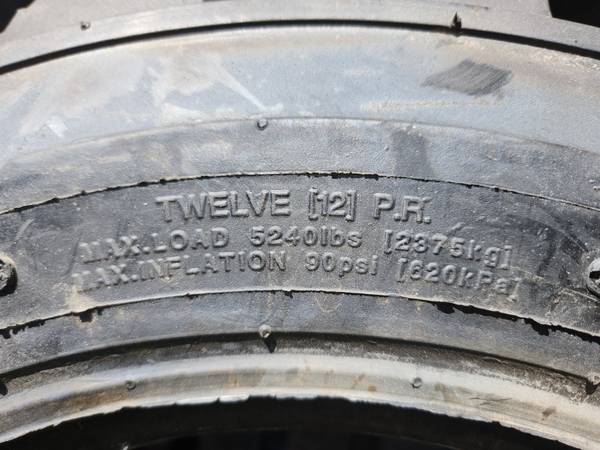 TWELVE [12] P.R.
MAX.LOAD 5240lbs [2375kg]
MAX.INFLATION 90psi [620kPa]